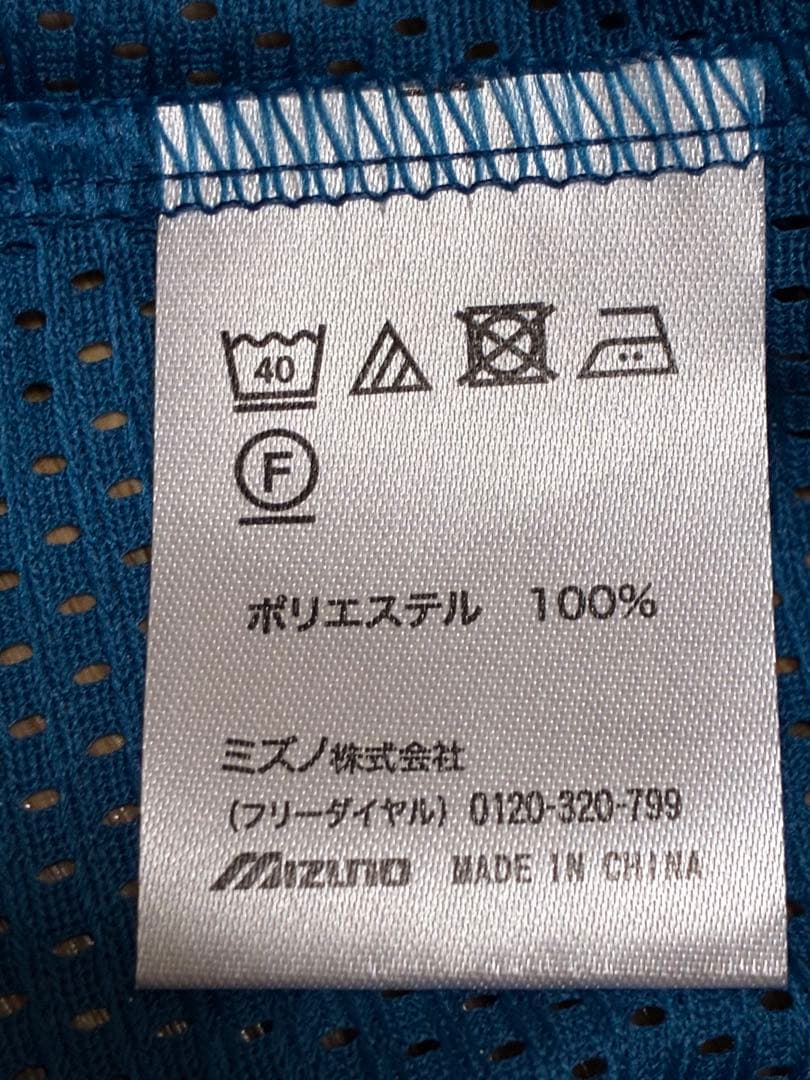 40
F
ポリエステル 100%
ミズノ株式会社
(フリーダイヤル) 0120-320-799
MIZUNO MADE IN CHINA